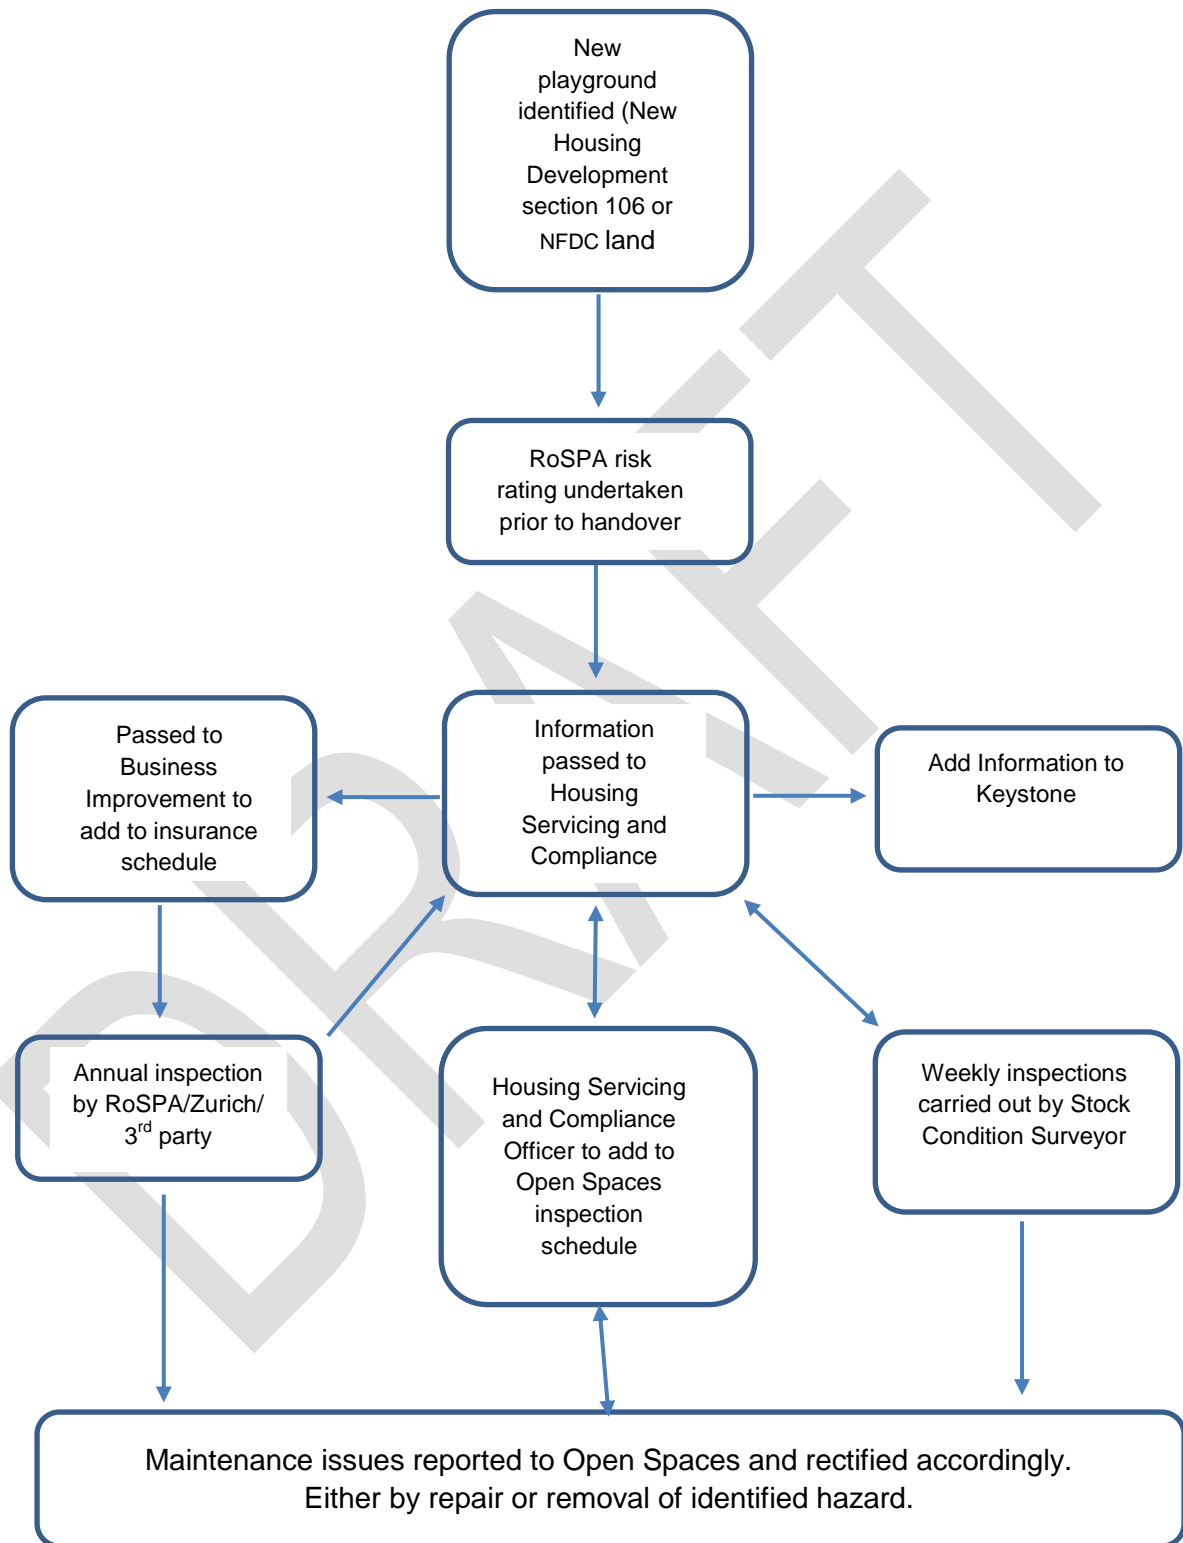 New
playground
identified (New
Housing
Development
section 106 or
NFDC land
RoSPA risk
rating undertaken
prior to handover
Passed to
Business
Improvement to
add to insurance
schedule
Information
passed to
Housing
Servicing and
Compliance
Add Information to
Keystone
Annual inspection
by RoSPA/Zurich/
3rd party
Housing Servicing
and Compliance
Officer to add to
Open Spaces
inspection
schedule
Weekly inspections
carried out by Stock
Condition Surveyor
Maintenance issues reported to Open Spaces and rectified accordingly.
Either by repair or removal of identified hazard.
DRAFT